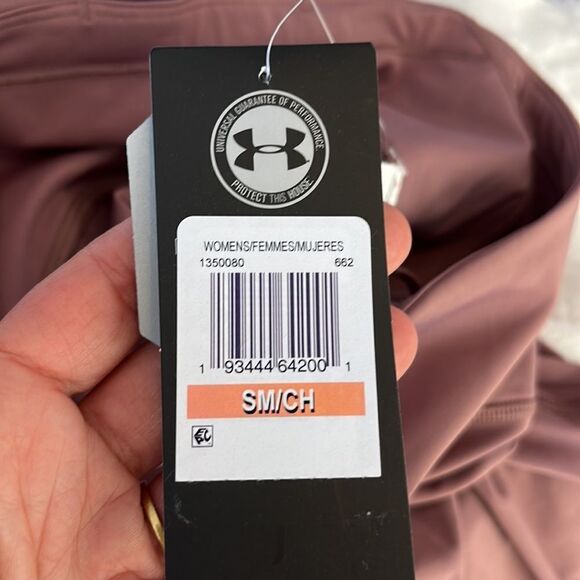 UNIVERSAL GUARANTEE OF PERFORMANCE
PROTECT THIS HOUSE
WOMENS/FEMMES/MUJERES
1350080 662
1 93444 64200 1
SM/CH